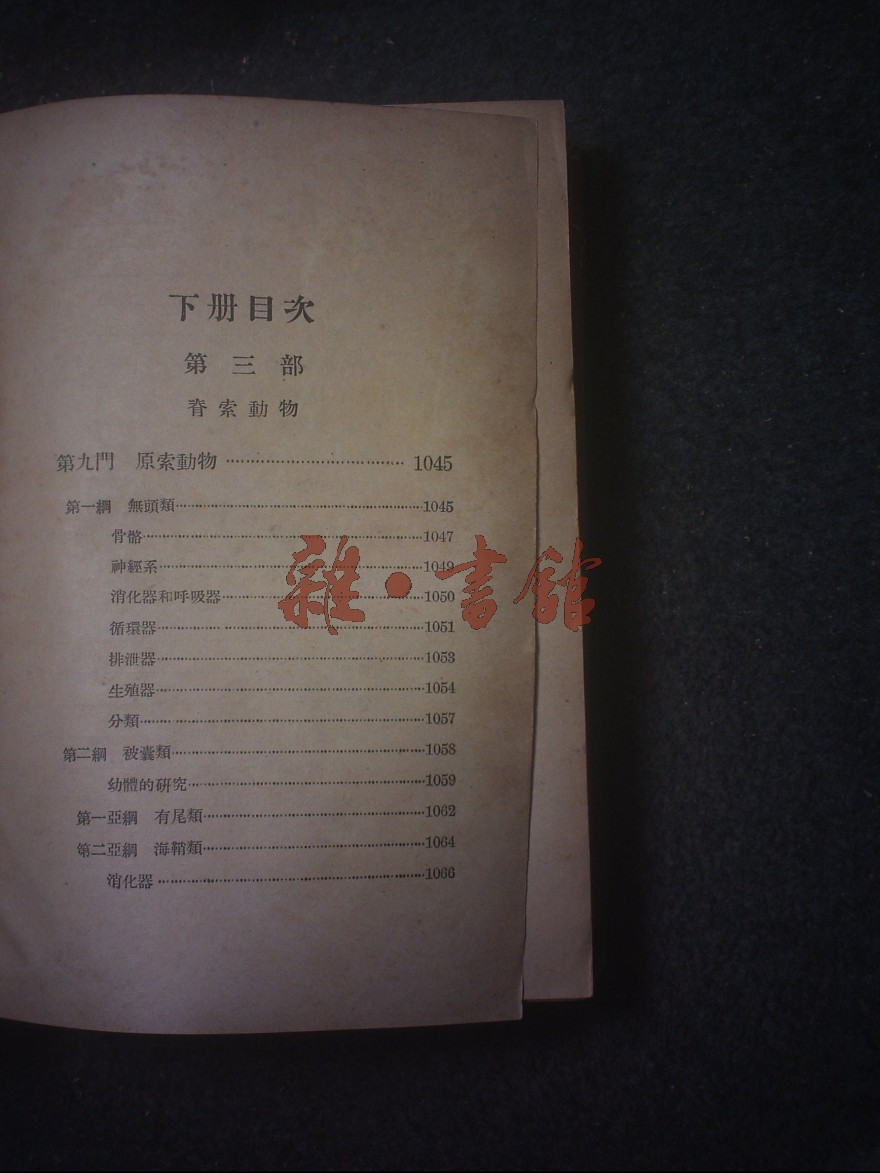 下册目次
第三部
脊索動物
第九門 原索動物 1045
第一綱 無頭類 1045
骨骼 1047
神經系 1049
消化器和呼吸器 1050
循環器 1051
排泄器 1053
生殖器 1054
分類 1057
第二綱 被囊類 1058
幼體的研究 1059
第一亞綱 有尾類 1062
第二亞綱 海鞘類 1064
消化器 1066
雜·書館